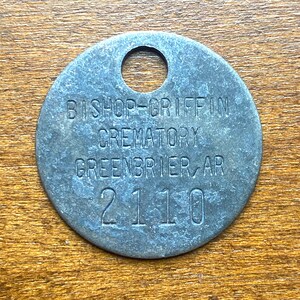 BISHOP-GRIFFIN
CREMATORY
GREENBRIER, AR
2110